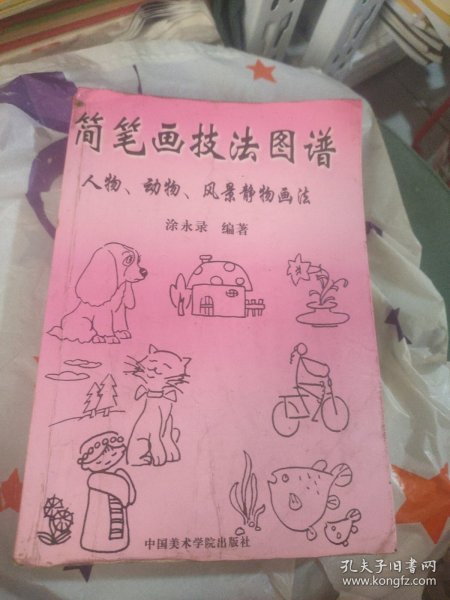 简笔画技法图谱
人物、动物、风景静物画法
涂永录 编著
中国美术学院出版社
孔夫子旧书网
www.kongfz.com